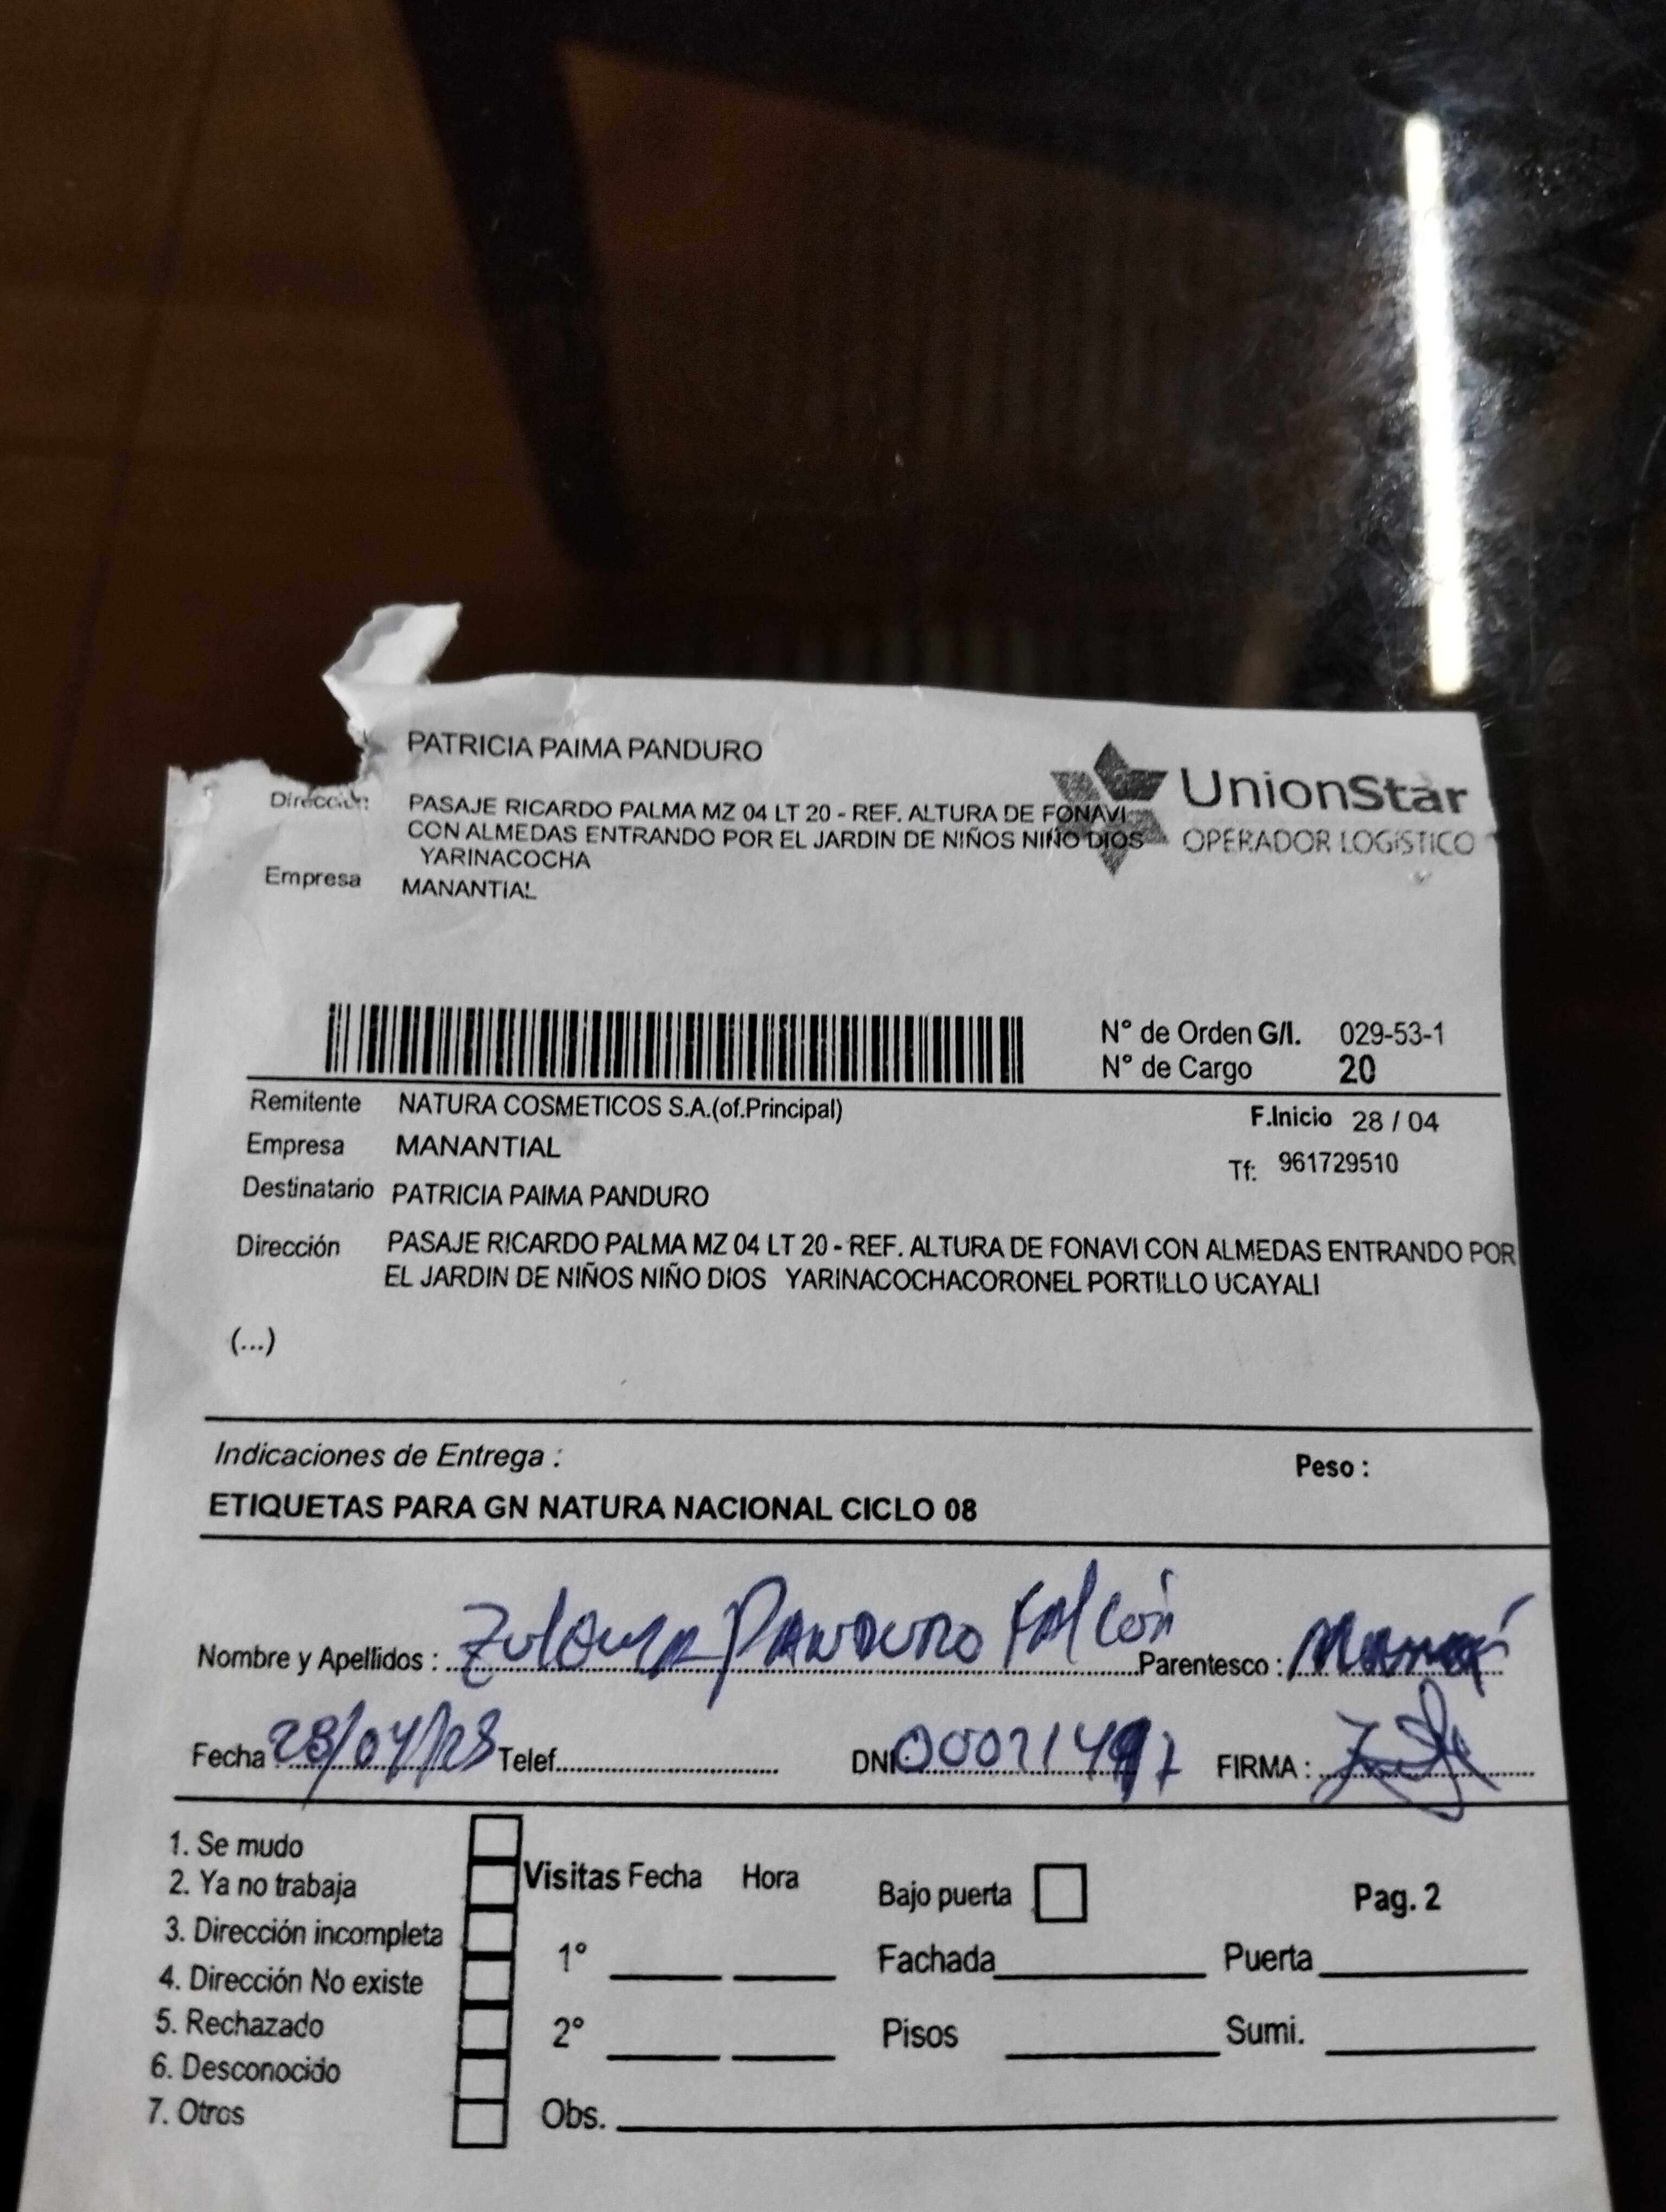 PATRICIA PAIMA PANDURO
UnionStar
OPERADOR LOGISTICO
Dirección: PASAJE RICARDO PALMA MZ 04 LT 20 - REF. ALTURA DE FONAVI
CON ALMEDAS ENTRANDO POR EL JARDIN DE NIÑOS NIÑO DIOS
YARINACOCHA
Empresa MANANTIAL
N° de Orden G/I. 029-53-1
N° de Cargo 20
Remitente NATURA COSMETICOS S.A.(of.Principal)
F.Inicio 28 / 04
Empresa MANANTIAL
Tf: 961729510
Destinatario PATRICIA PAIMA PANDURO
Dirección PASAJE RICARDO PALMA MZ 04 LT 20 - REF. ALTURA DE FONAVI CON ALMEDAS ENTRANDO POR
EL JARDIN DE NIÑOS NIÑO DIOS YARINACOCHACORONEL PORTILLO UCAYALI
(...)
Indicaciones de Entrega : Peso :
ETIQUETAS PARA GN NATURA NACIONAL CICLO 08
Nombre y Apellidos : PANDURO FALCÓN Parentesco : Mamá
Fecha 28/04/ Telef. DNI: FIRMA :
1. Se mudo
2. Ya no trabaja
3. Dirección incompleta
4. Dirección No existe
5. Rechazado
6. Desconocido
7. Otros
Visitas Fecha Hora
1°
2°
Obs.
Bajo puerta Pag. 2
Fachada Puerta
Pisos Sumi.